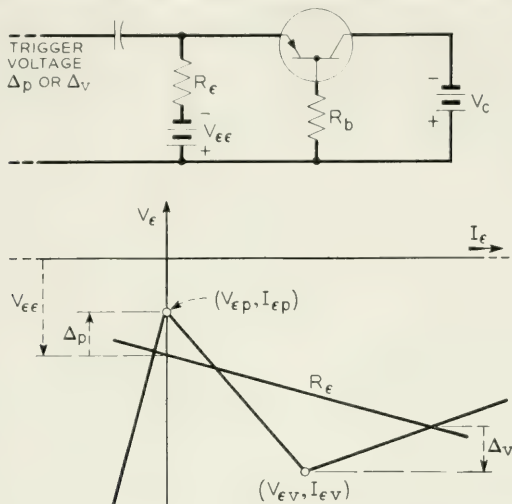 TRIGGER
VOLTAGE
Δp OR Δv
Rϵ
-
Vϵϵ
+
Rb
-
Vc
+
Vϵ
Iϵ
Vϵϵ
(Vϵp, Iϵp)
Δp
Rϵ
Δv
(Vϵv, Iϵv)